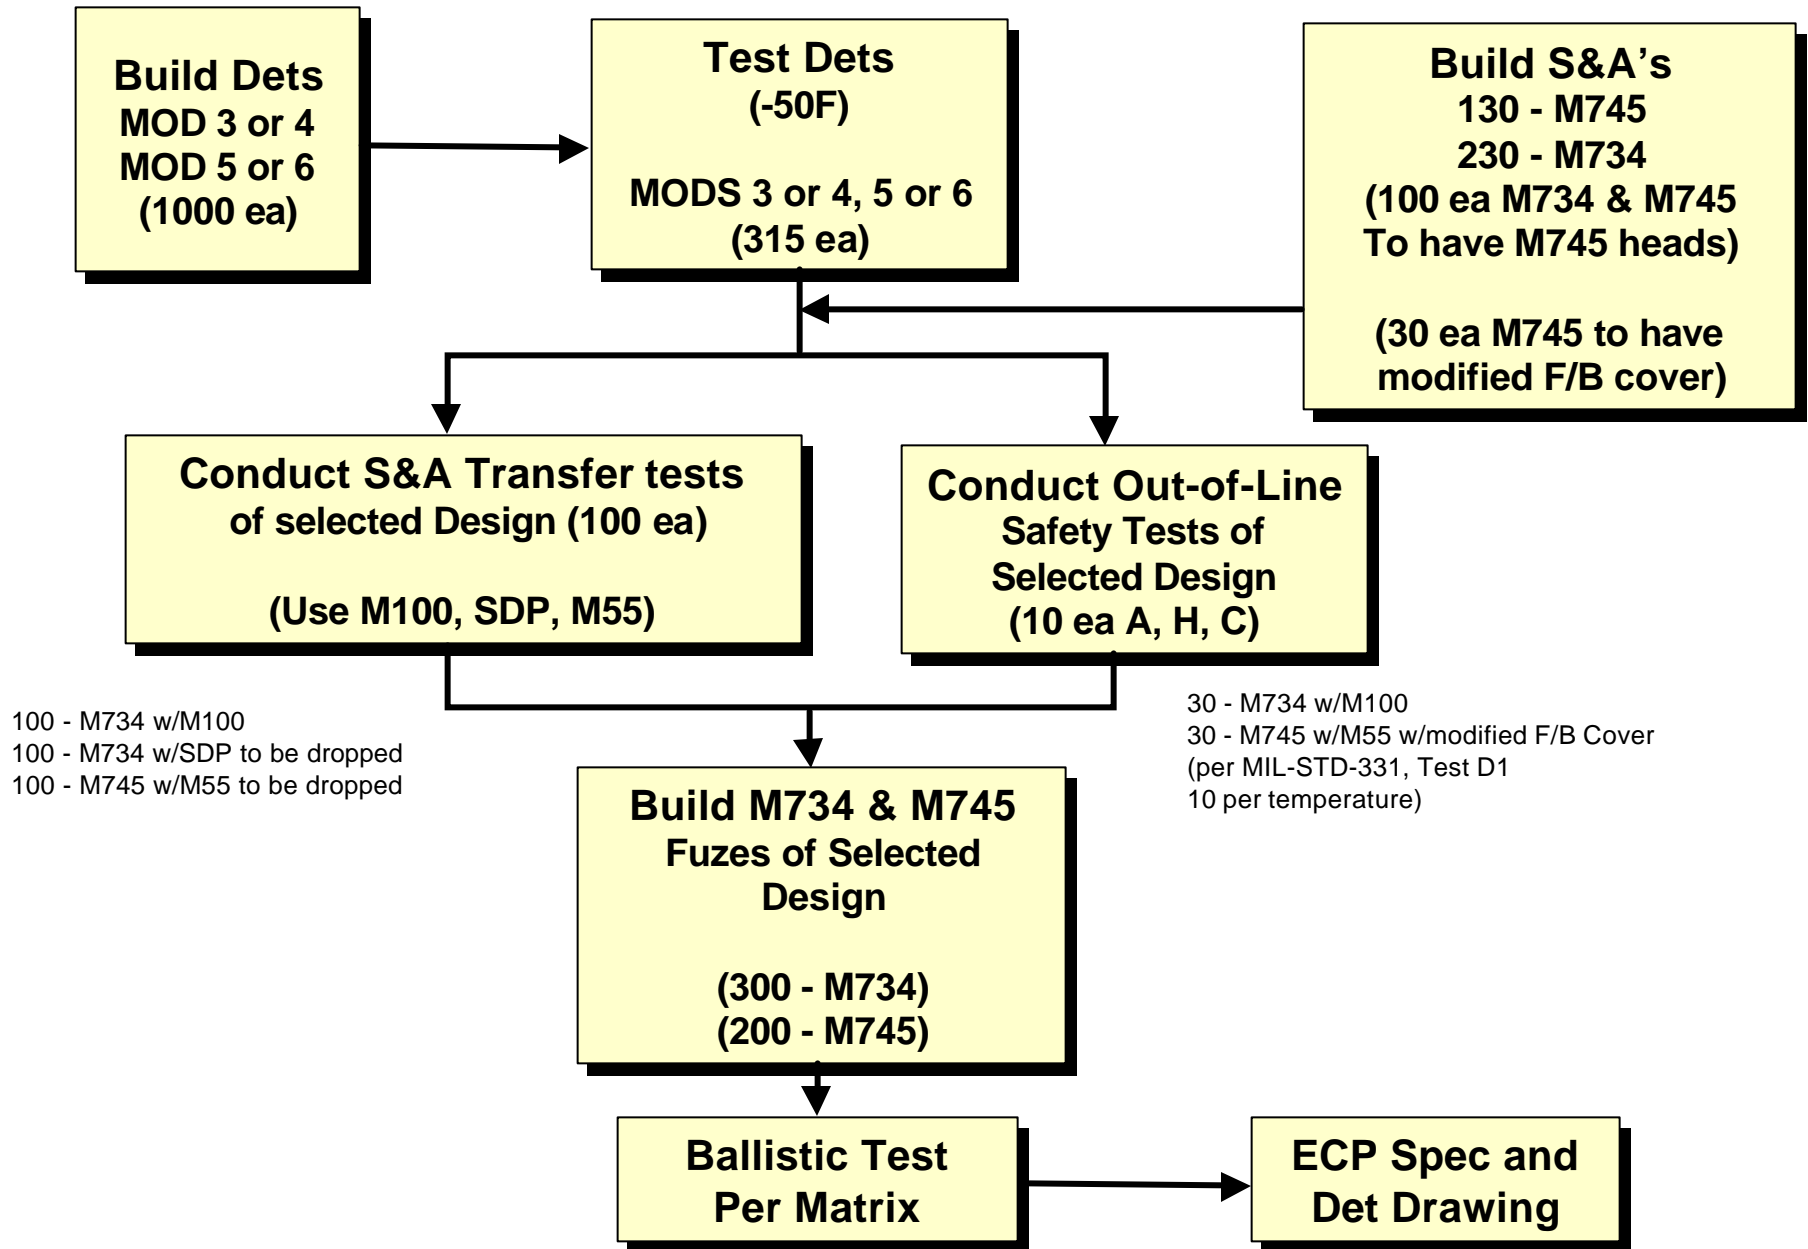 Build Dets
MOD 3 or 4
MOD 5 or 6
(1000 ea)
Test Dets
(-50F)
MODS 3 or 4, 5 or 6
(315 ea)
Build S&A’s
130 - M745
230 - M734
(100 ea M734 & M745
To have M745 heads)
(30 ea M745 to have
modified F/B cover)
Conduct S&A Transfer tests
of selected Design (100 ea)
(Use M100, SDP, M55)
Conduct Out-of-Line
Safety Tests of
Selected Design
(10 ea A, H, C)
100 - M734 w/M100
100 - M734 w/SDP to be dropped
100 - M745 w/M55 to be dropped
30 - M734 w/M100
30 - M745 w/M55 w/modified F/B Cover
(per MIL-STD-331, Test D1
10 per temperature)
Build M734 & M745
Fuzes of Selected
Design
(300 - M734)
(200 - M745)
Ballistic Test
Per Matrix
ECP Spec and
Det Drawing